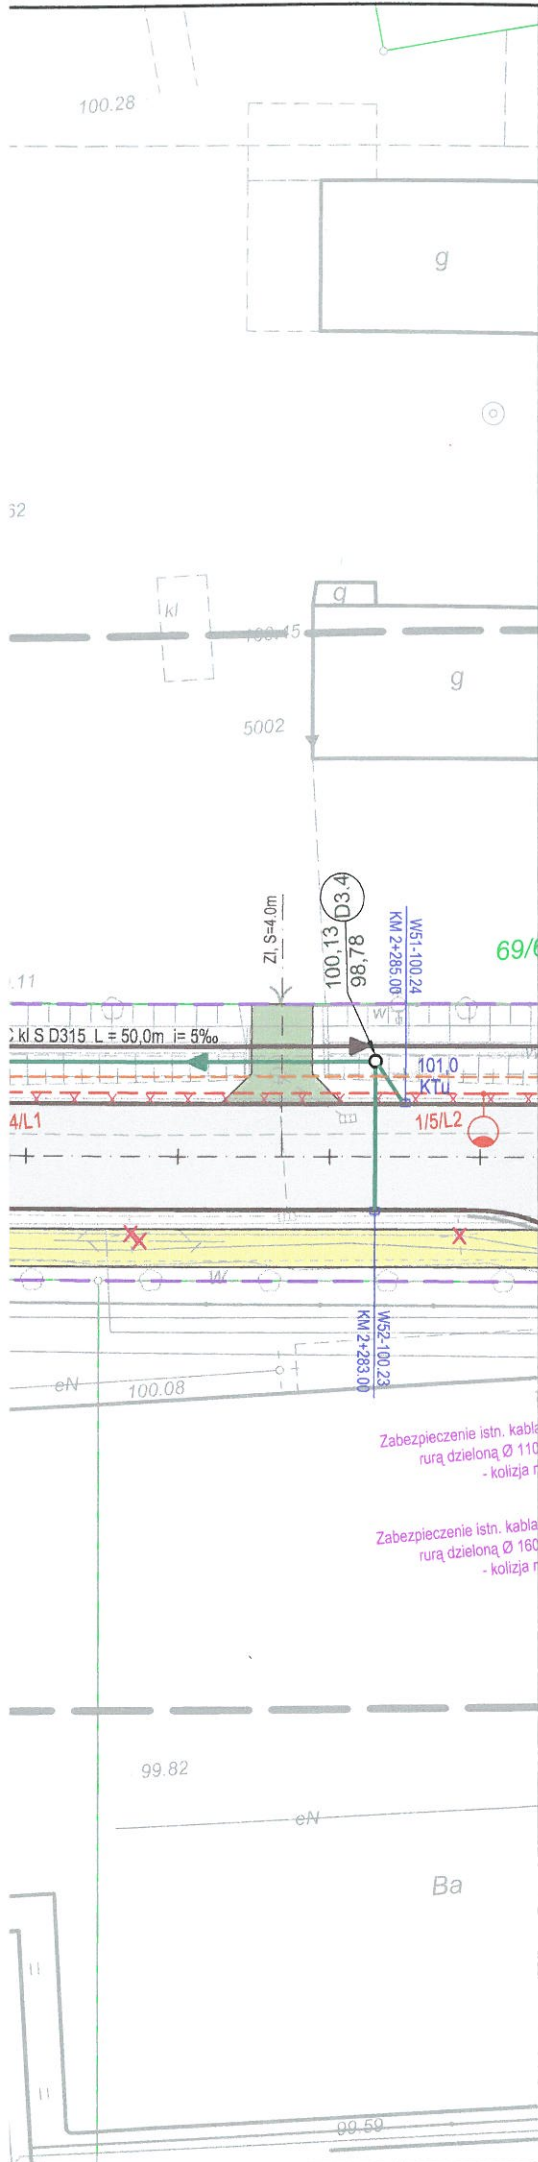 100.28
g
62
kl
g
100.45
g
5002
ZI, S=4.0m
100,13
98,78
D3.4
W51-100.24
KM 2+285.00
69/6
.11
w
C kl S D315 L = 50,0m i= 5‰
101,0
KTu
4/L1
1/5/L2
W
W52-100.23
KM 2+283.00
eN
100.08
Zabezpieczenie istn. kabla
rurą dzieloną Ø 110
- kolizja n
Zabezpieczenie istn. kabla
rurą dzieloną Ø 160
- kolizja n
99.82
eN
Ba
99.59